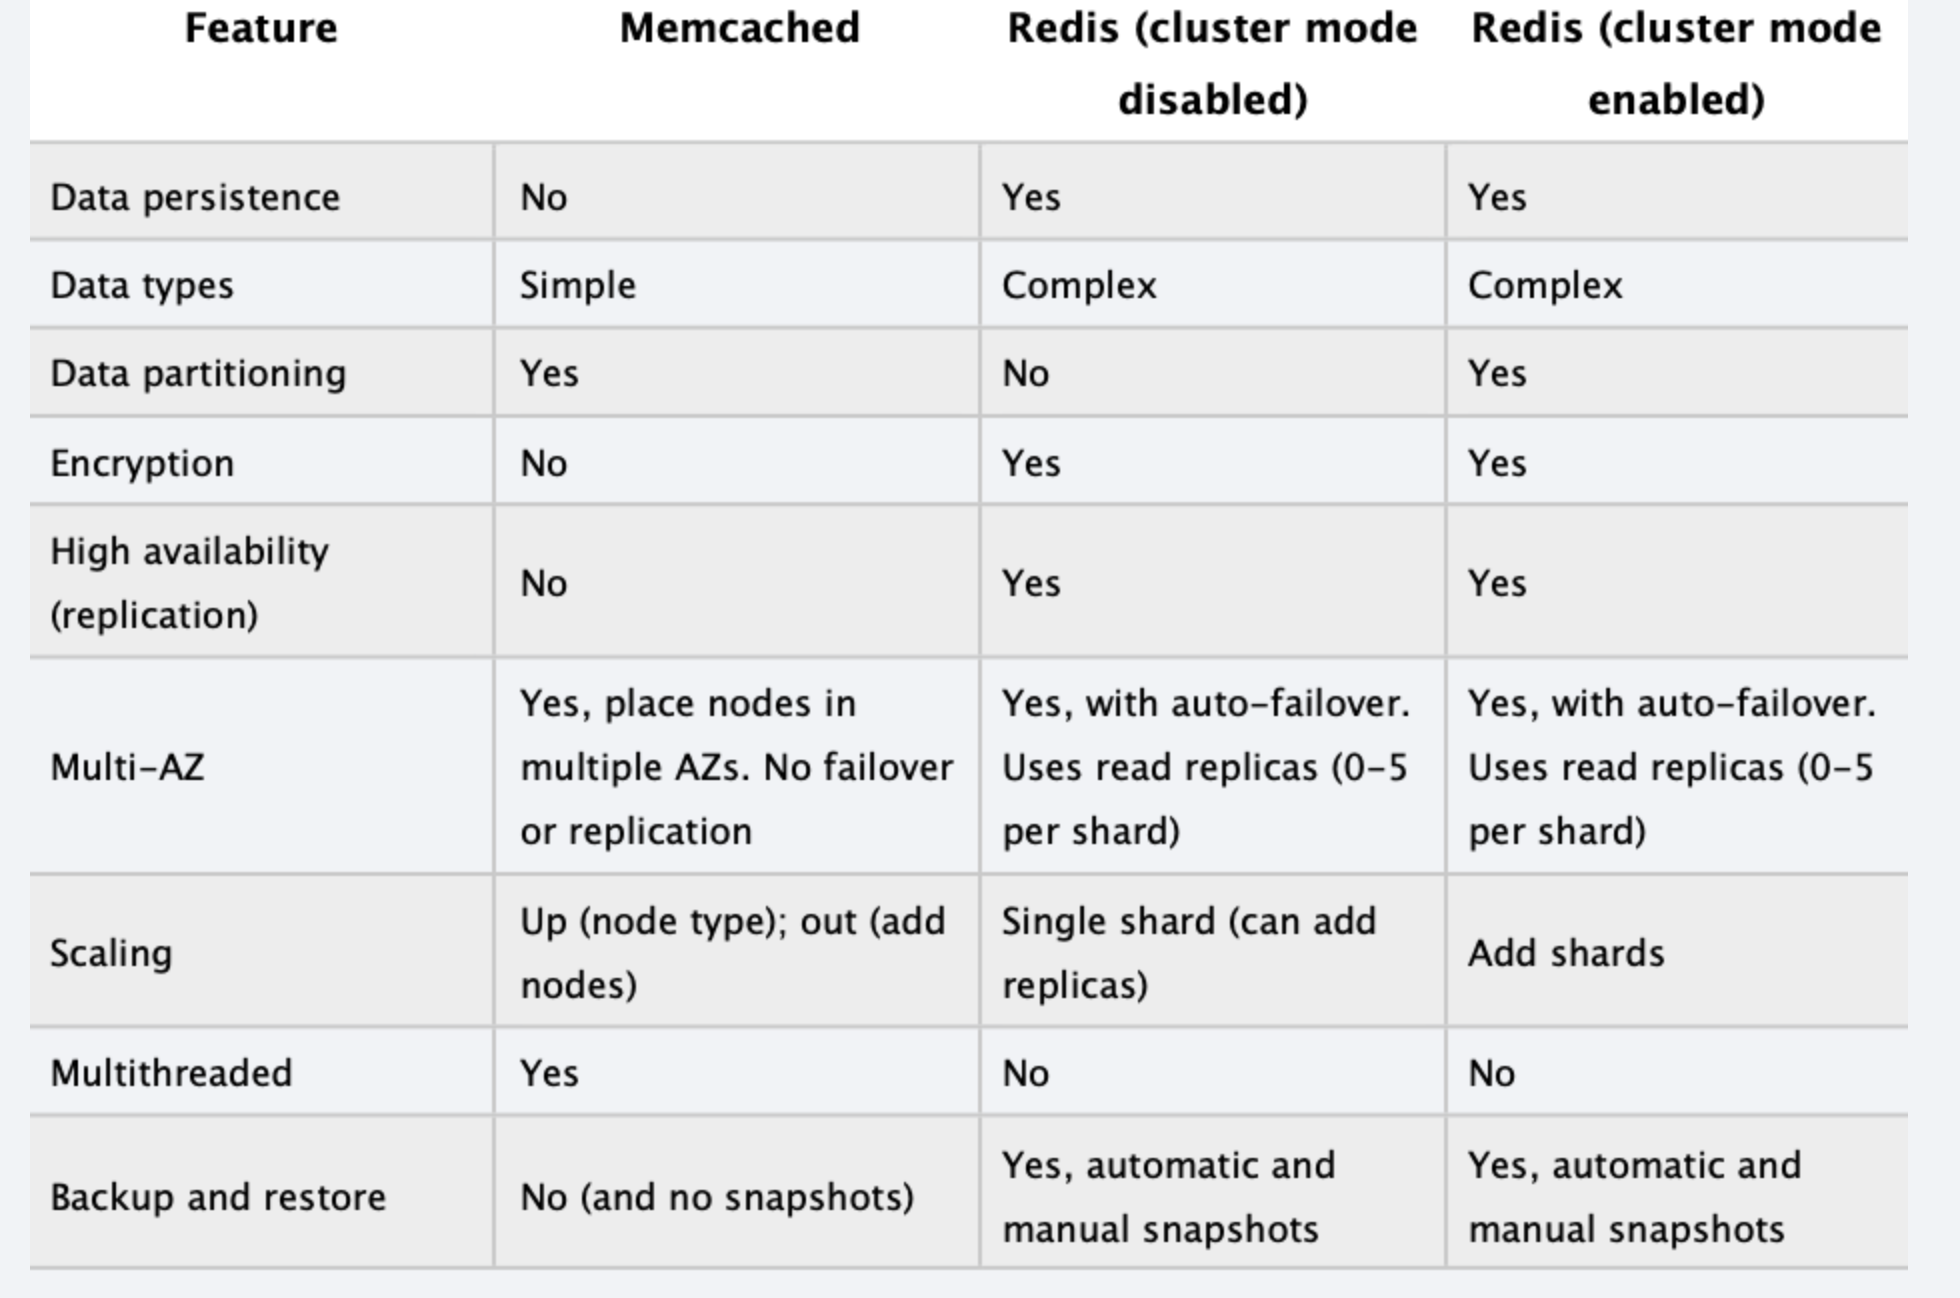 Feature Memcached Redis (cluster mode disabled) Redis (cluster mode enabled)
Data persistence No Yes Yes
Data types Simple Complex Complex
Data partitioning Yes No Yes
Encryption No Yes Yes
High availability (replication) No Yes Yes
Multi-AZ Yes, place nodes in multiple AZs. No failover or replication Yes, with auto-failover. Uses read replicas (0-5 per shard) Yes, with auto-failover. Uses read replicas (0-5 per shard)
Scaling Up (node type); out (add nodes) Single shard (can add replicas) Add shards
Multithreaded Yes No No
Backup and restore No (and no snapshots) Yes, automatic and manual snapshots Yes, automatic and manual snapshots